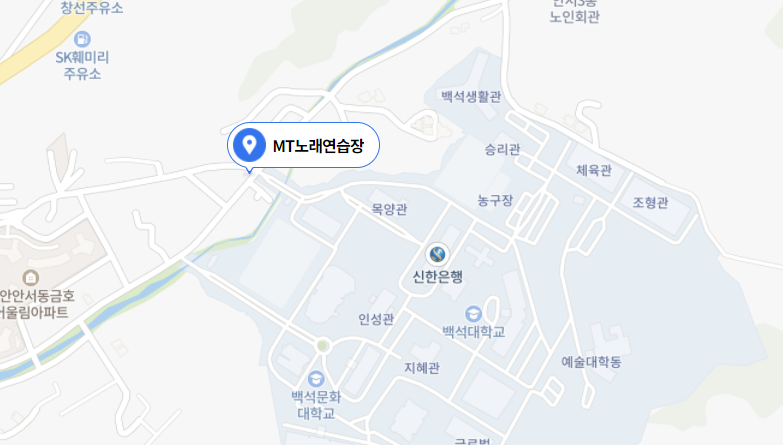 창선주유소
안서3동
노인회관
SK훼미리
주유소
백석생활관
MT노래연습장
승리관
체육관
목양관
농구장
조형관
신한은행
안안서동금호
어울림아파트
인성관
백석대학교
지혜관
예술대학동
백석문화
대학교
글로벌